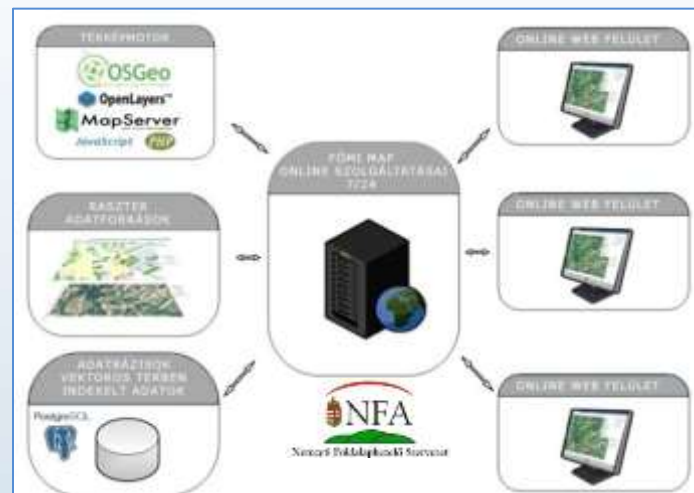 TÉRKÉPMOTOR
OSGeo
OpenLayers™
MapServer
JavaScript PHP
RASZTER
ADATFORRÁSOK
ADATBÁZISOK
VEKTOROS TÉRBEN
INDEXELT ADATOK
PostgreSQL
FÖMI MAP
ONLINE SZOLGÁLTATÁSAI
7/24
NFA
Nemzeti Földalapkezelő Szervezet
ONLINE WEB FELÜLET
ONLINE WEB FELÜLET
ONLINE WEB FELÜLET